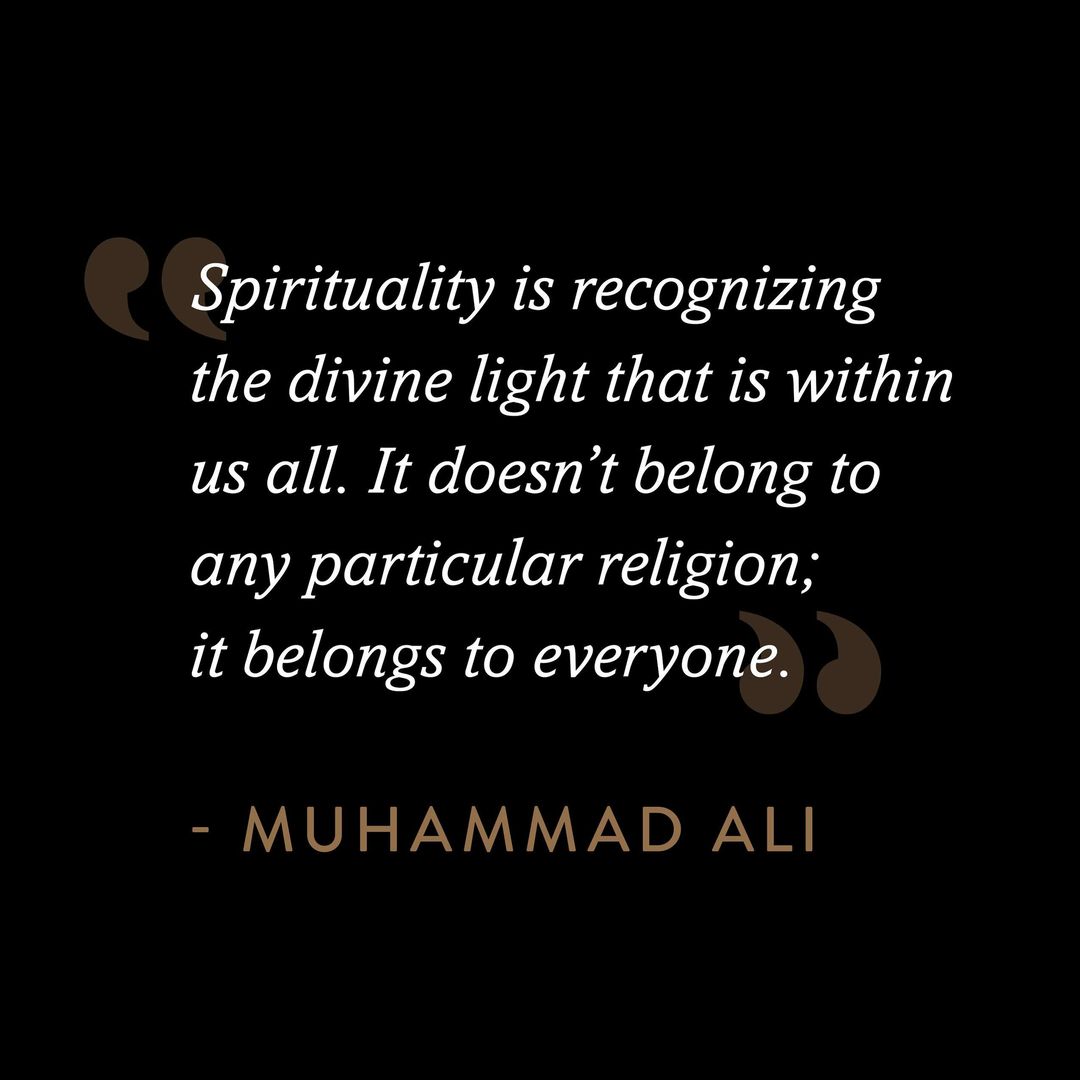 “Spirituality is recognizing
the divine light that is within
us all. It doesn’t belong to
any particular religion;
it belongs to everyone.”
- MUHAMMAD ALI